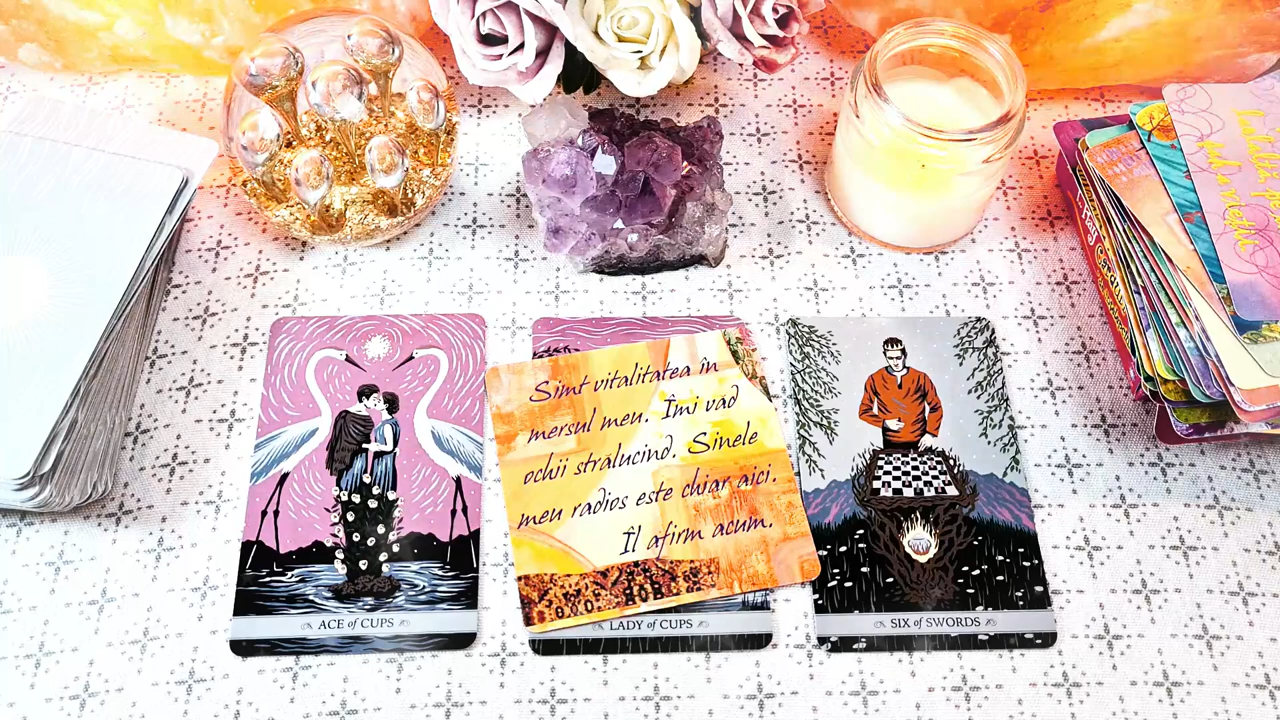 Simt vitalitatea în
mersul meu. Îmi văd
ochii strălucind. Sinele
meu radios este chiar aici.
Îl afirm acum.
ACE of CUPS
LADY of CUPS
SIX of SWORDS